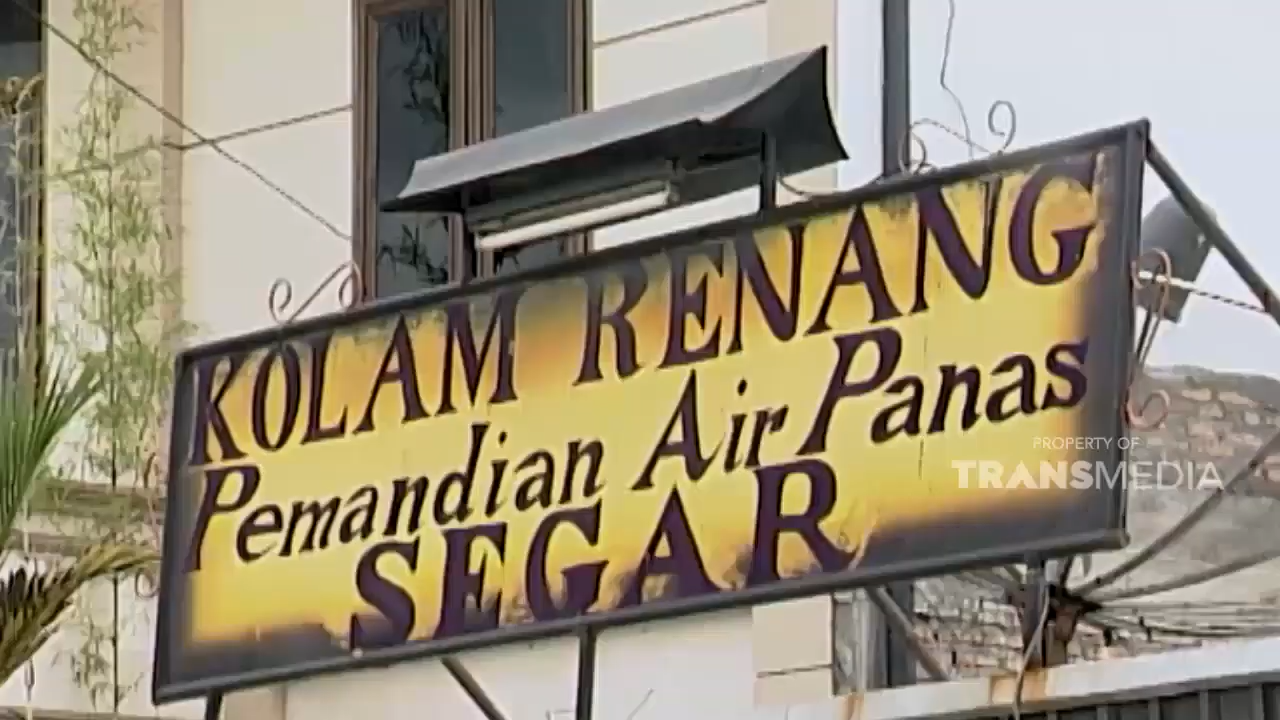 KOLAM RENANG
Pemandian Air Panas
SEGAR
PROPERTY OF
TRANSMEDIA